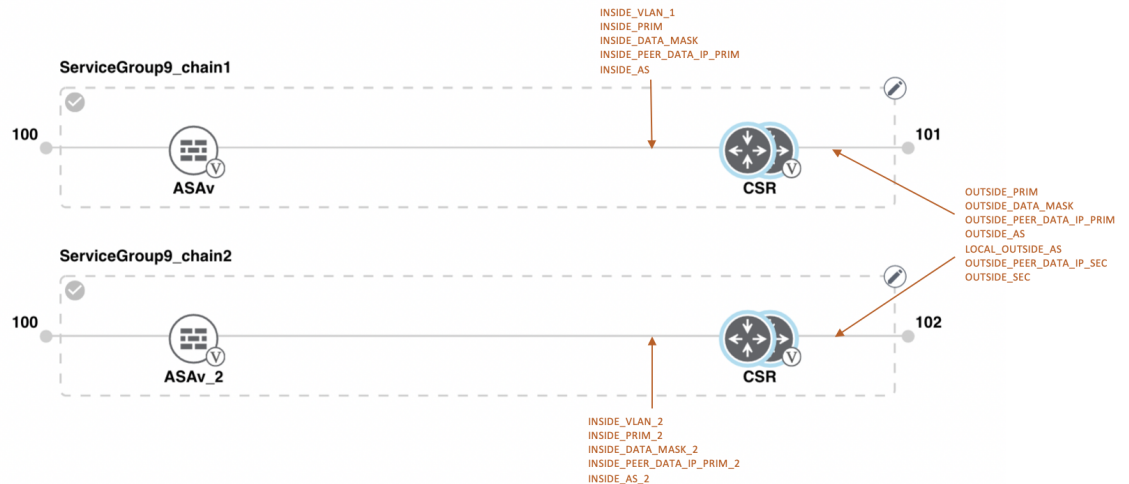 INSIDE_VLAN_1
INSIDE_PRIM
INSIDE_DATA_MASK
INSIDE_PEER_DATA_IP_PRIM
INSIDE_AS
ServiceGroup9_chain1
100
101
V
V
ASAv
CSR
OUTSIDE_PRIM
OUTSIDE_DATA_MASK
OUTSIDE_PEER_DATA_IP_PRIM
OUTSIDE_AS
LOCAL_OUTSIDE_AS
OUTSIDE_PEER_DATA_IP_SEC
OUTSIDE_SEC
ServiceGroup9_chain2
100
102
V
V
ASAv_2
CSR
INSIDE_VLAN_2
INSIDE_PRIM_2
INSIDE_DATA_MASK_2
INSIDE_PEER_DATA_IP_PRIM_2
INSIDE_AS_2